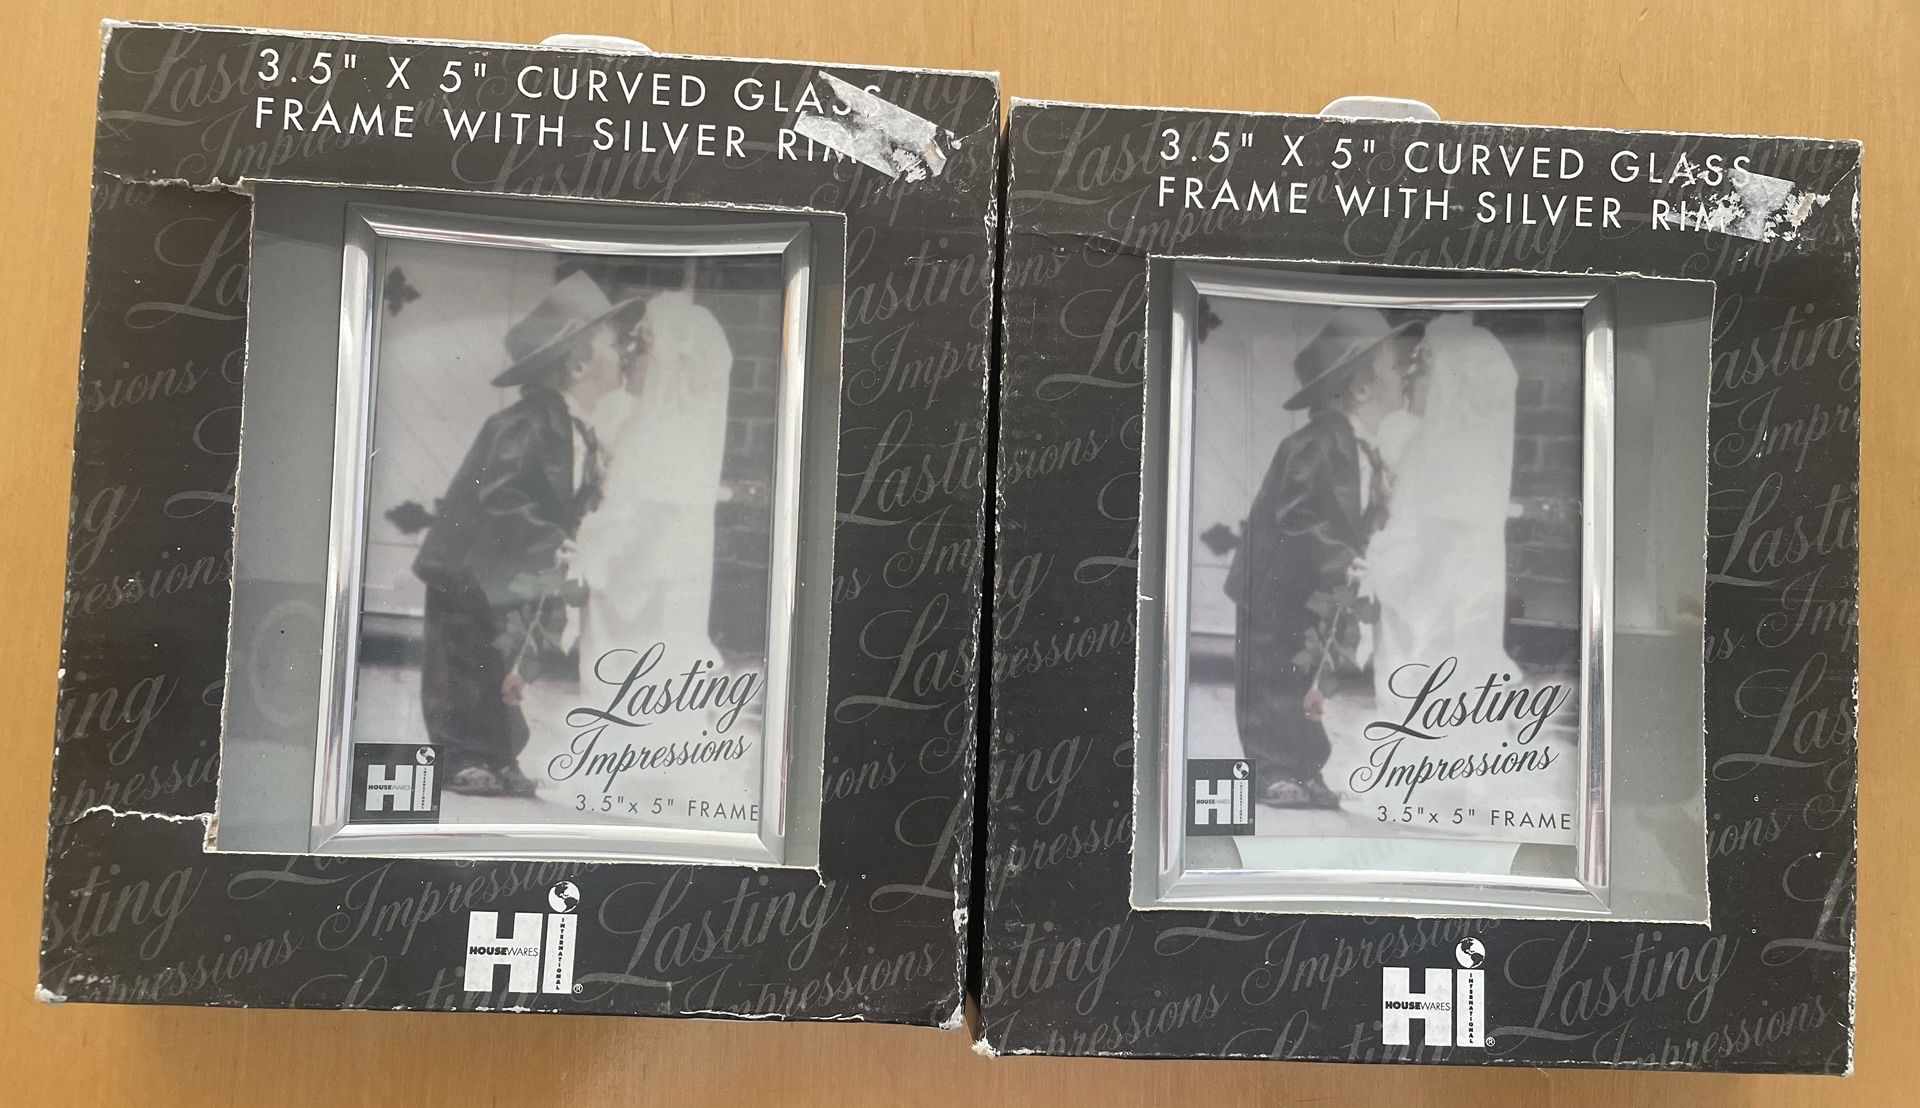 3.5" X 5" CURVED GLASS
FRAME WITH SILVER RIM
Lasting
Impressions
3.5"x 5" FRAME
HOUSEWARES
HI
INTERNATIONAL
HOUSEWARES
HI
INTERNATIONAL
®
3.5" X 5" CURVED GLASS
FRAME WITH SILVER RIM
Lasting
Impressions
3.5"x 5" FRAME
HOUSEWARES
HI
INTERNATIONAL
HOUSEWARES
HI
INTERNATIONAL
®